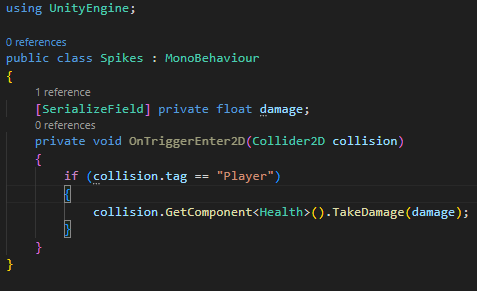 using UnityEngine;
0 references
public class Spikes : MonoBehaviour
{
1 reference
[SerializeField] private float damage;
0 references
private void OnTriggerEnter2D(Collider2D collision)
{
if (collision.tag == "Player")
{
collision.GetComponent<Health>().TakeDamage(damage);
}
}
}